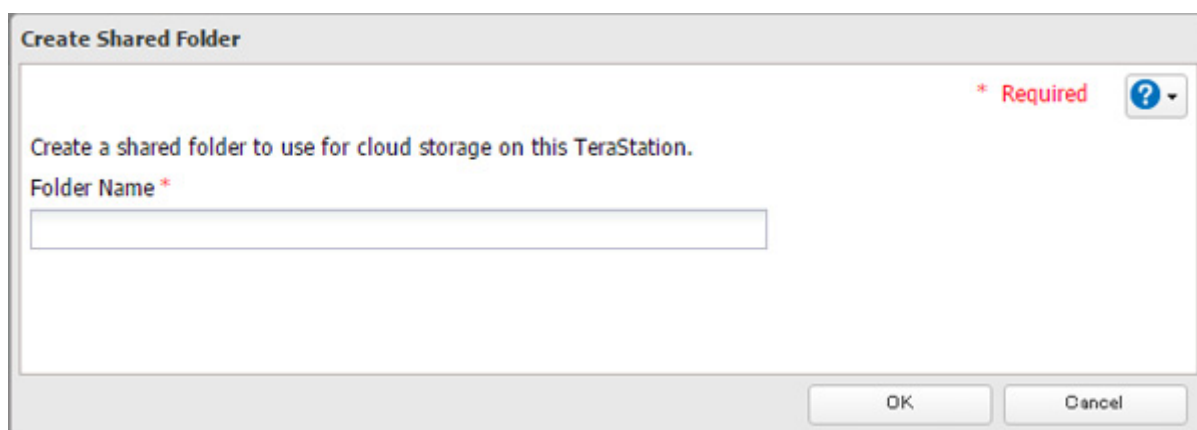 Create Shared Folder
* Required
?
Create a shared folder to use for cloud storage on this TeraStation.
Folder Name *
OK Cancel